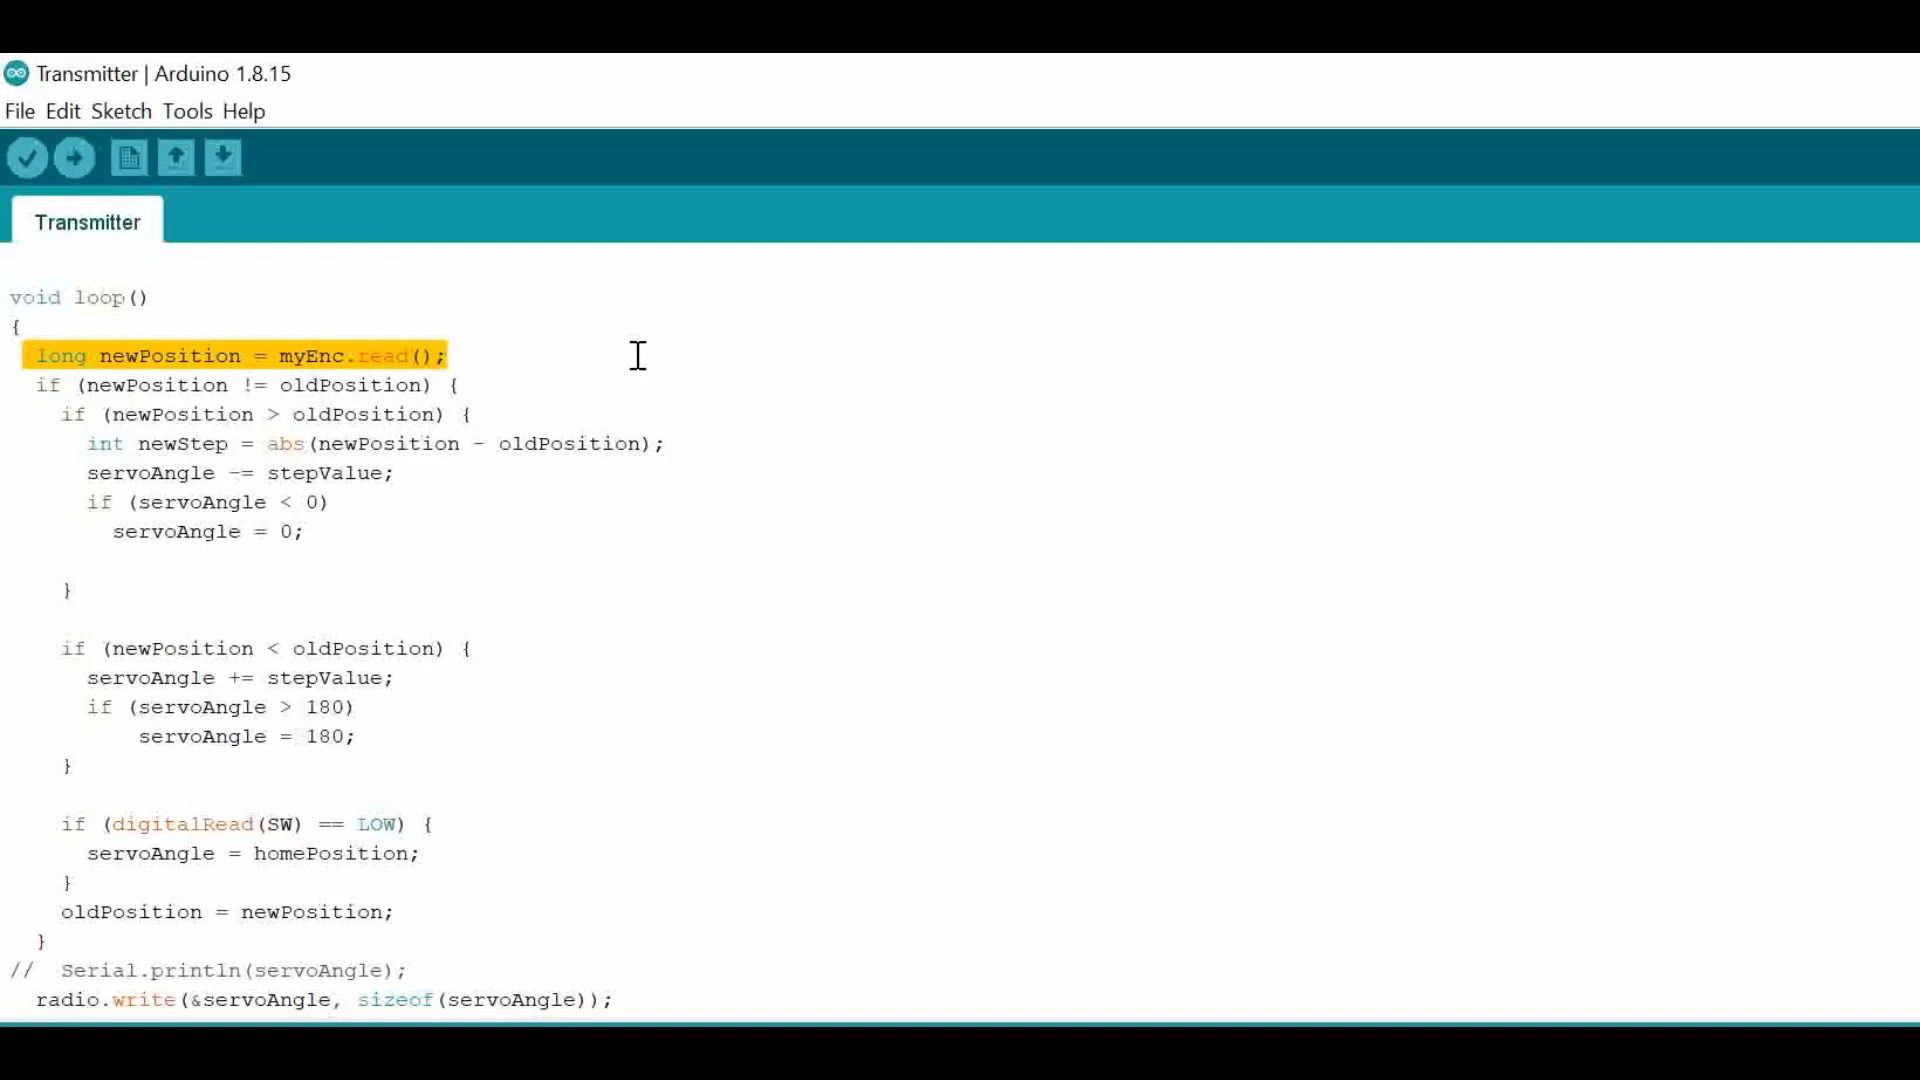 Transmitter | Arduino 1.8.15
File Edit Sketch Tools Help
Transmitter
void loop()
{
long newPosition = myEnc.read();
if (newPosition != oldPosition) {
if (newPosition > oldPosition) {
int newStep = abs(newPosition - oldPosition);
servoAngle -= stepValue;
if (servoAngle < 0)
servoAngle = 0;
}
if (newPosition < oldPosition) {
servoAngle += stepValue;
if (servoAngle > 180)
servoAngle = 180;
}
if (digitalRead(SW) == LOW) {
servoAngle = homePosition;
}
oldPosition = newPosition;
}
// Serial.println(servoAngle);
radio.write(&servoAngle, sizeof(servoAngle));